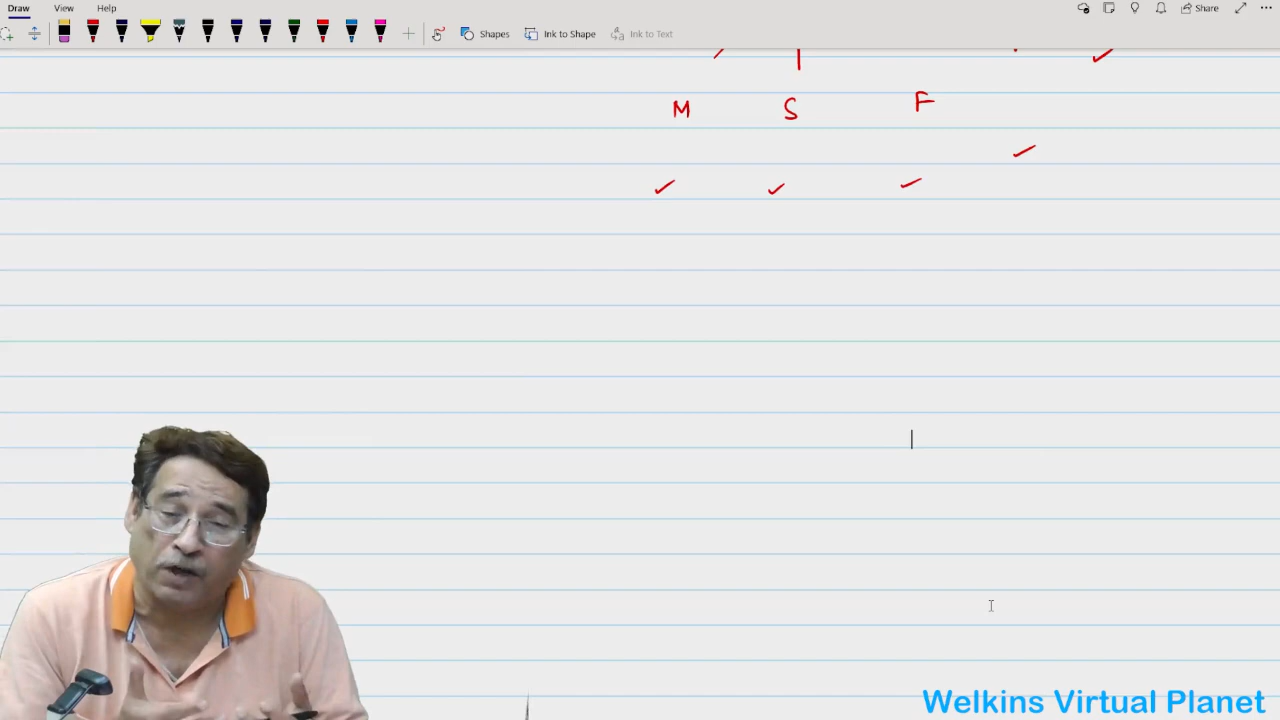 Draw View Help Share
Shapes Ink to Shape Ink to Text
M S F
Welkins Virtual Planet